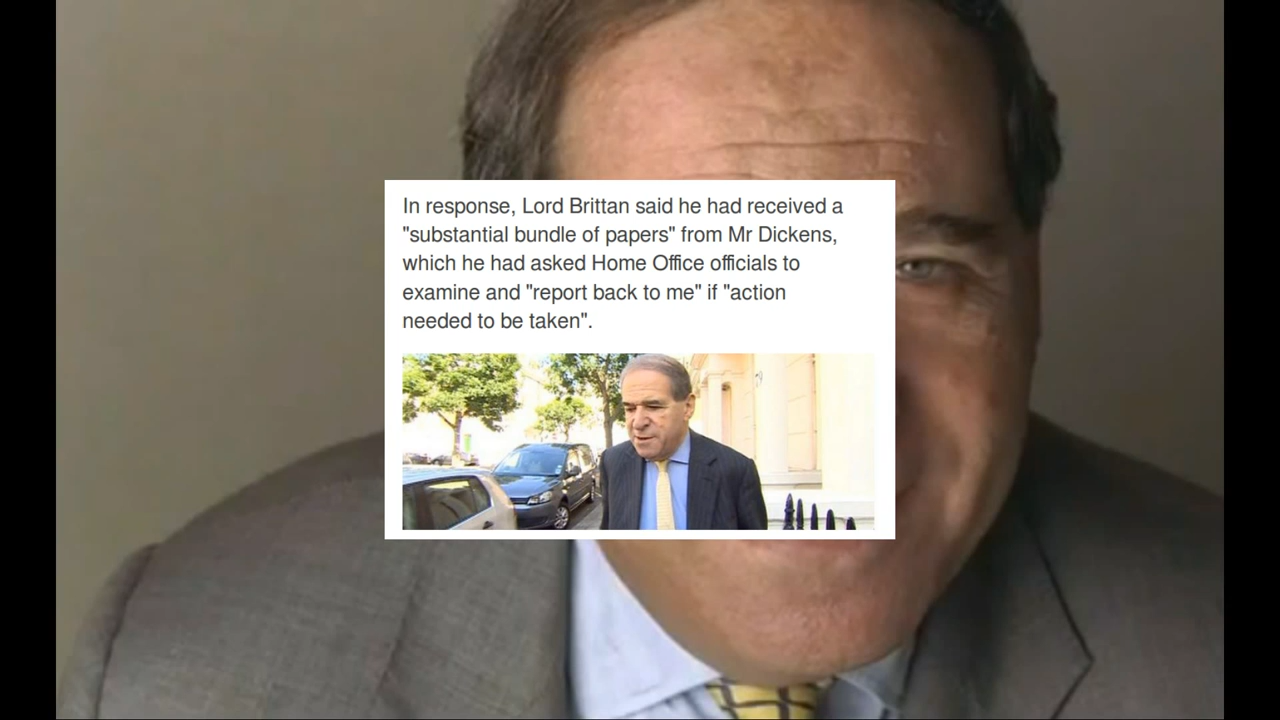 In response, Lord Brittan said he had received a
"substantial bundle of papers" from Mr Dickens,
which he had asked Home Office officials to
examine and "report back to me" if "action
needed to be taken".